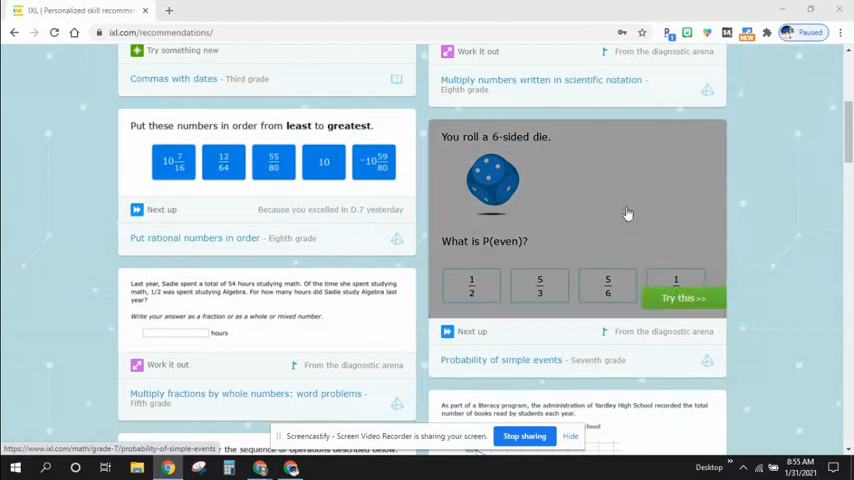 IXL | Personalized skill recommen
ixl.com/recommendations/
NEW
Paused
Try something new
Commas with dates - Third grade
Put these numbers in order from least to greatest.
10 7/16
12/64
55/80
10
-10 59/80
Next up
Because you excelled in D.7 yesterday
Put rational numbers in order - Eighth grade
Last year, Sadie spent a total of 54 hours studying math. Of the time she spent studying
math, 1/2 was spent studying Algebra. For how many hours did Sadie study Algebra last
year?
Write your answer as a fraction or as a whole or mixed number.
hours
Work it out
From the diagnostic arena
Multiply fractions by whole numbers: word problems -
Fifth grade
Work it out
From the diagnostic arena
Multiply numbers written in scientific notation -
Eighth grade
You roll a 6-sided die.
What is P(even)?
1/2
5/3
5/6
1
Try this >>
Next up
From the diagnostic arena
Probability of simple events - Seventh grade
As part of a literacy program, the administration of Yardley High School recorded the total
number of books read by students each year.
Screencastify - Screen Video Recorder is sharing your screen.
Stop sharing
Hide
https://www.ixl.com/math/grade-7/probability-of-simple-events
the sequence of operations described below.
Desktop
8:55 AM
1/31/2021